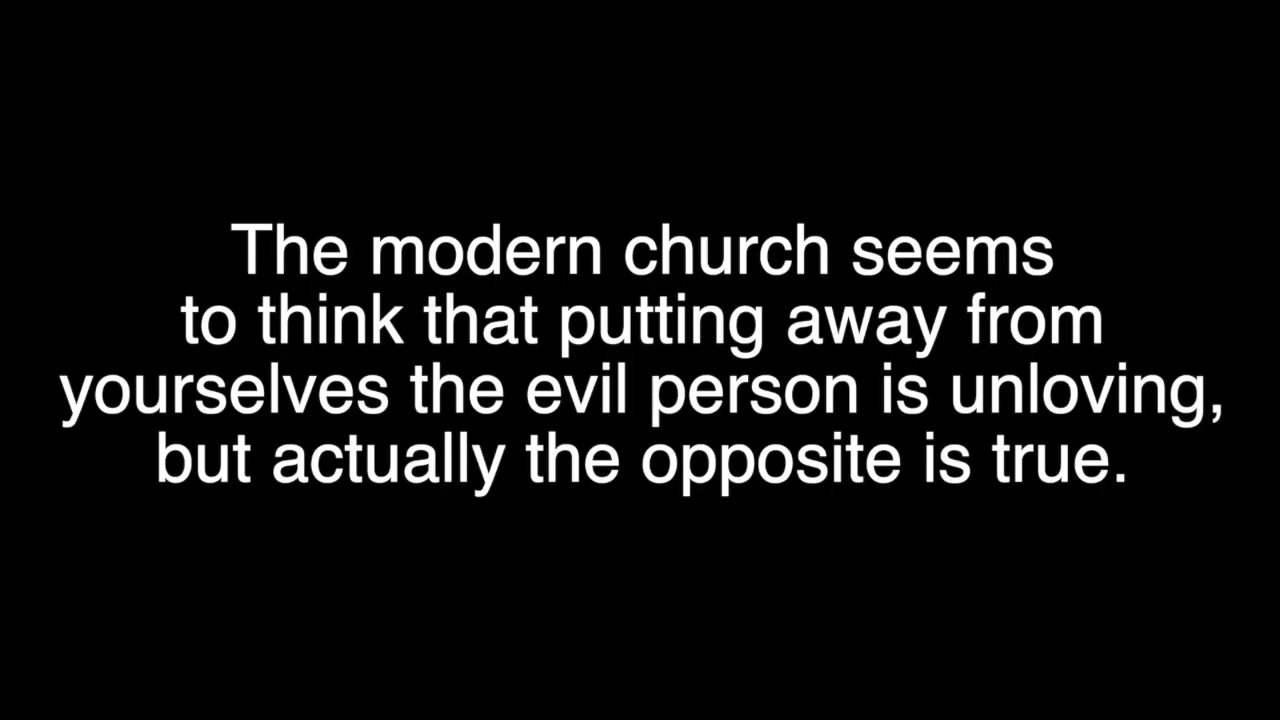 The modern church seems
to think that putting away from
yourselves the evil person is unloving,
but actually the opposite is true.